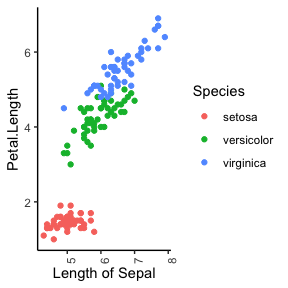 Petal.Length
6
4
2
5
6
7
8
Length of Sepal
Species
setosa
versicolor
virginica